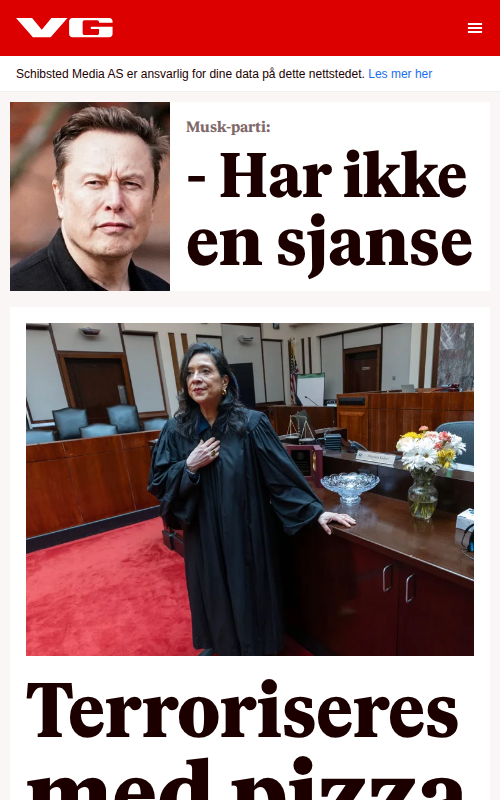 VG
Schibsted Media AS er ansvarlig for dine data på dette nettstedet. Les mer her
Musk-parti:
- Har ikke
en sjanse
Terroriseres
med pizza